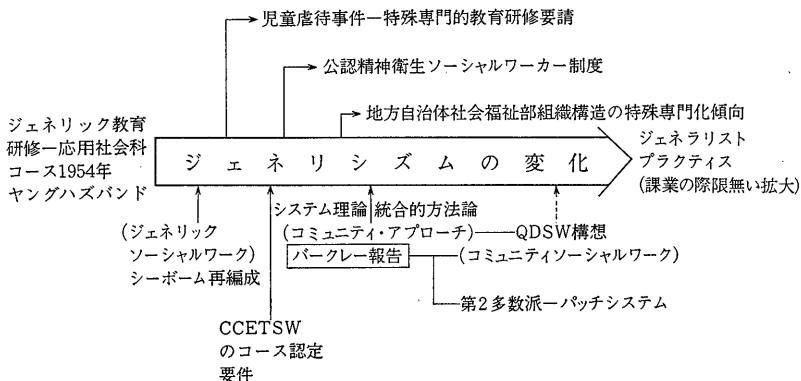 児童虐待事件ー特殊専門的教育研修要請
公認精神衛生ソーシャルワーカー制度
地方自治体社会福祉部組織構造の特殊専門化傾向
ジェネリック教育
研修ー応用社会科
コース1954年
ヤングハズバンド
ジェネリシズムの変化
ジェネラリスト
プラクティス
(課業の際限無い拡大)
(ジェネリック
ソーシャルワーク)
シーボーム再編成
システム理論 統合的方法論
(コミュニティ・アプローチ)
QDSW構想
バークレー報告
(コミュニティソーシャルワーク)
第2多数派ーパッチシステム
CCETSW
のコース認定
要件